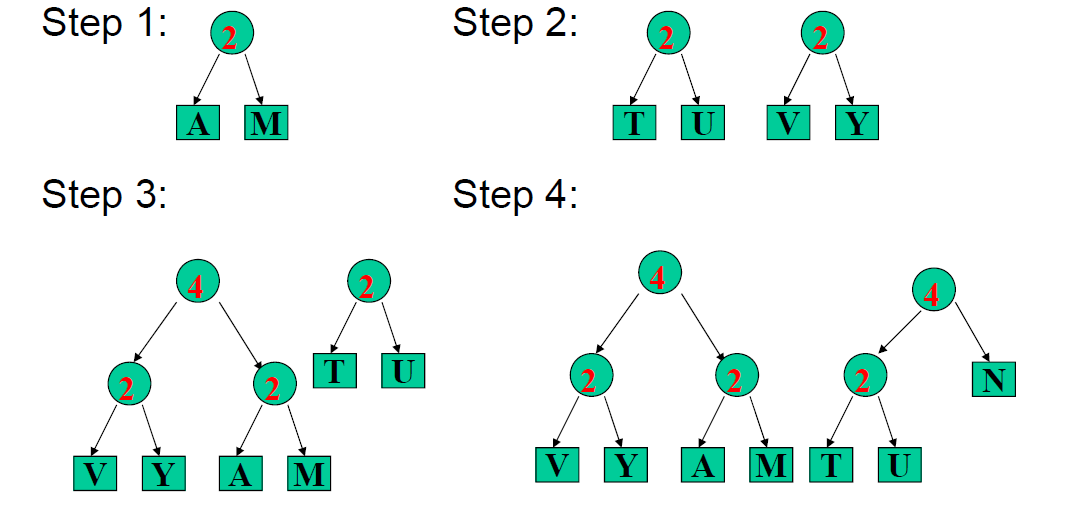 Step 1:
2
A M
Step 2:
2 2
T U V Y
Step 3:
4 2
T U
2 2
V Y A M
Step 4:
4 4
2 2 2 N
V Y A M T U